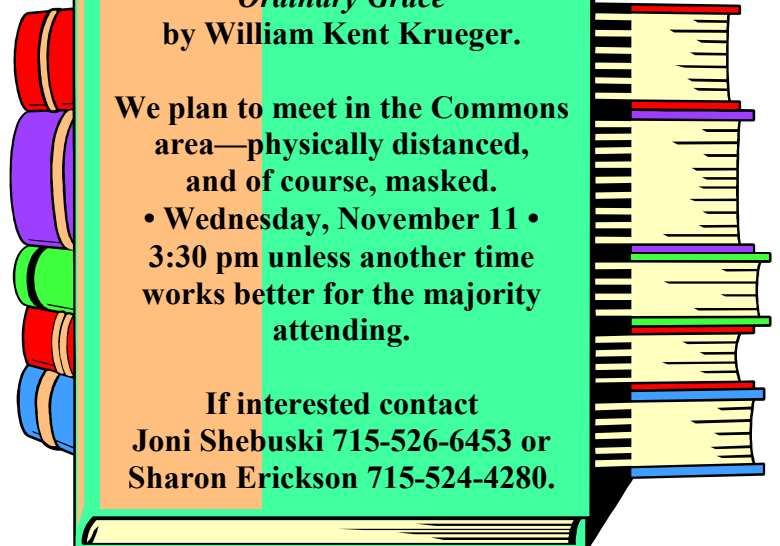 Ordinary Grace
by William Kent Krueger.
We plan to meet in the Commons
area—physically distanced,
and of course, masked.
• Wednesday, November 11 •
3:30 pm unless another time
works better for the majority
attending.
If interested contact
Joni Shebuski 715-526-6453 or
Sharon Erickson 715-524-4280.